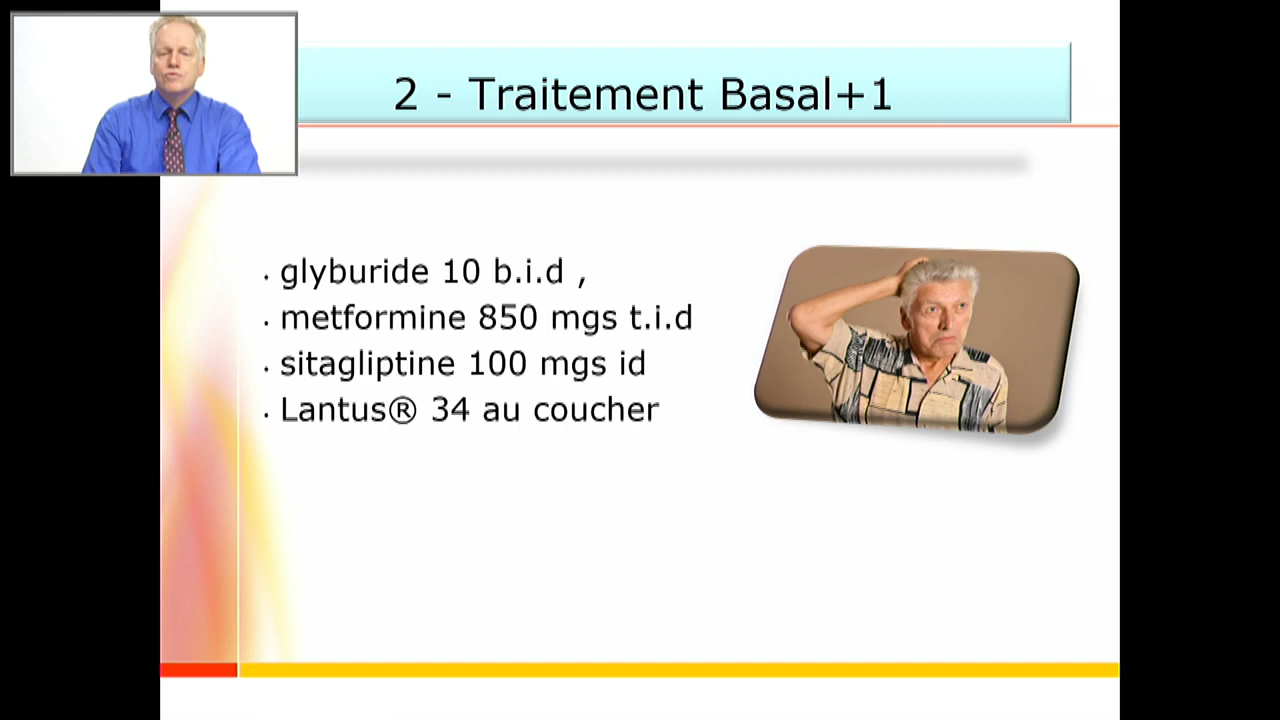 2 - Traitement Basal+1
• glyburide 10 b.i.d ,
• metformine 850 mgs t.i.d
• sitagliptine 100 mgs id
• Lantus® 34 au coucher